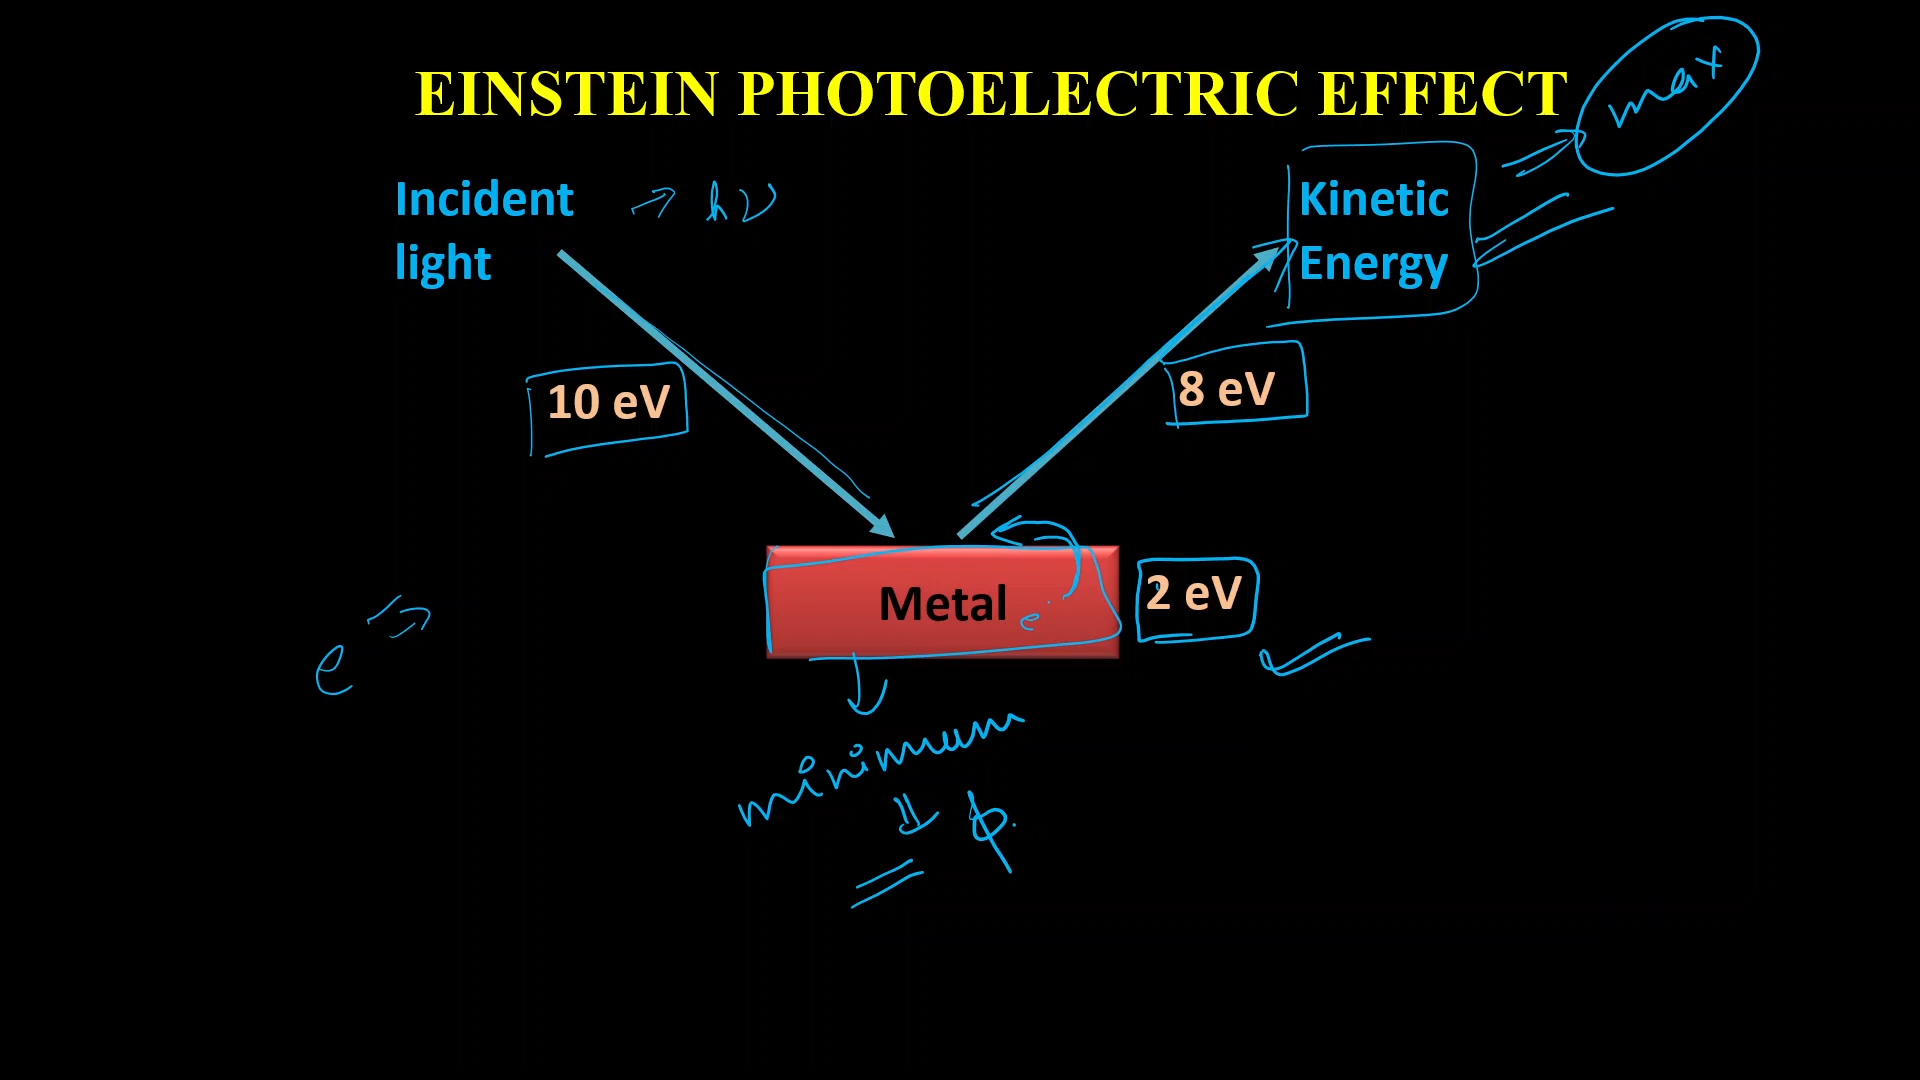 EINSTEIN PHOTOELECTRIC EFFECT
max
Incident
light
→ hν
Kinetic
Energy
10 eV
8 eV
Metal
e
2 eV
e
minimum
ϕ